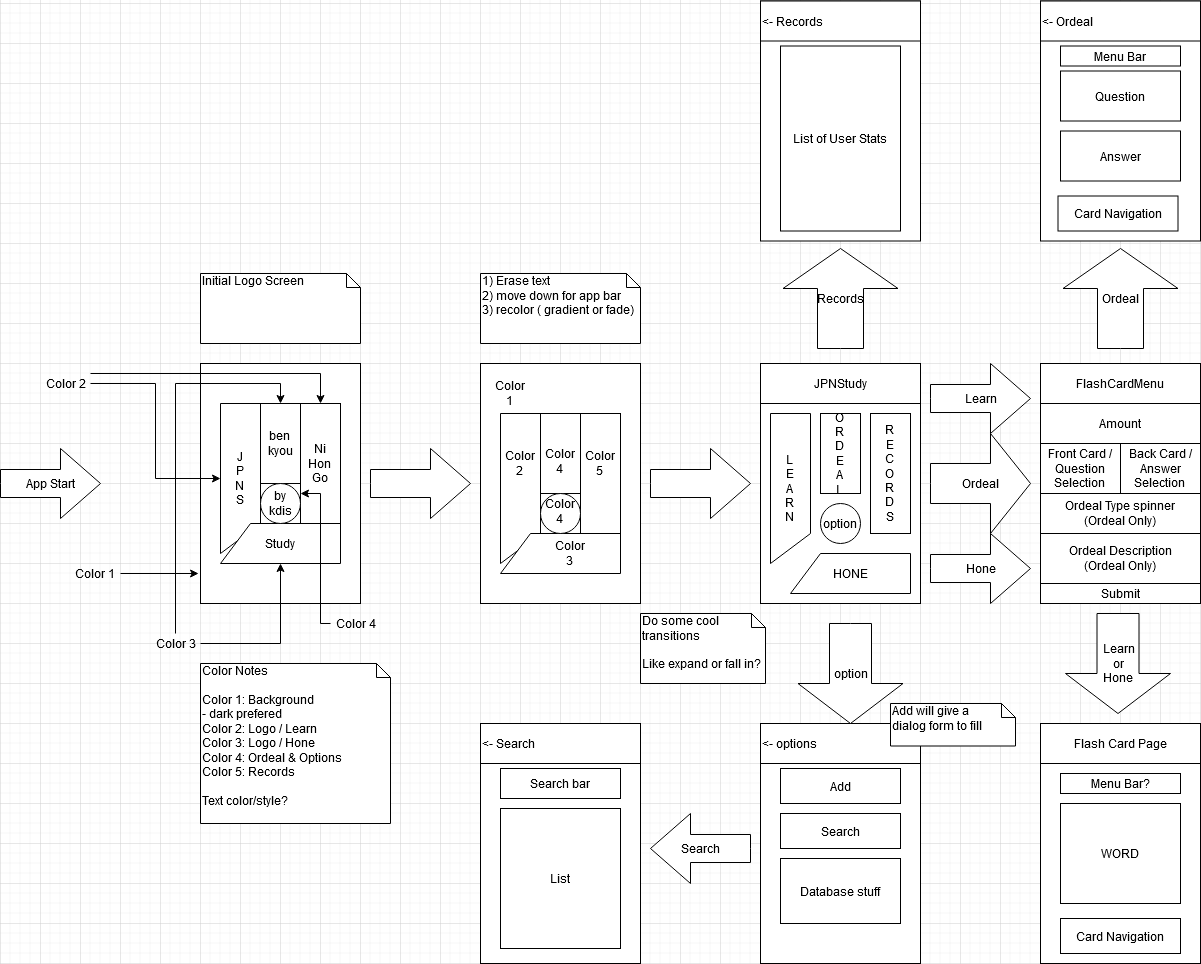 <- Records
List of User Stats
<- Ordeal
Menu Bar
Question
Answer
Card Navigation
Initial Logo Screen
1) Erase text
2) move down for app bar
3) recolor ( gradient or fade)
Records
Ordeal
App Start
Color 2
JPNS
ben
kyou
Ni
Hon
Go
by
kdis
Study
Color 1
Color 3
Color 4
Color
1
Color
2
Color
4
Color
5
Color
4
Color
3
JPNStudy
LEARN
ORDEAL
RECORDS
option
HONE
Learn
Ordeal
Hone
FlashCardMenu
Amount
Front Card /
Question
Selection
Back Card /
Answer
Selection
Ordeal Type spinner
(Ordeal Only)
Ordeal Description
(Ordeal Only)
Submit
Do some cool
transitions
Like expand or fall in?
option
Learn
or
Hone
Color Notes
Color 1: Background
- dark prefered
Color 2: Logo / Learn
Color 3: Logo / Hone
Color 4: Ordeal & Options
Color 5: Records
Text color/style?
<- Search
Search bar
List
Search
Add will give a
dialog form to fill
<- options
Add
Search
Database stuff
Flash Card Page
Menu Bar?
WORD
Card Navigation